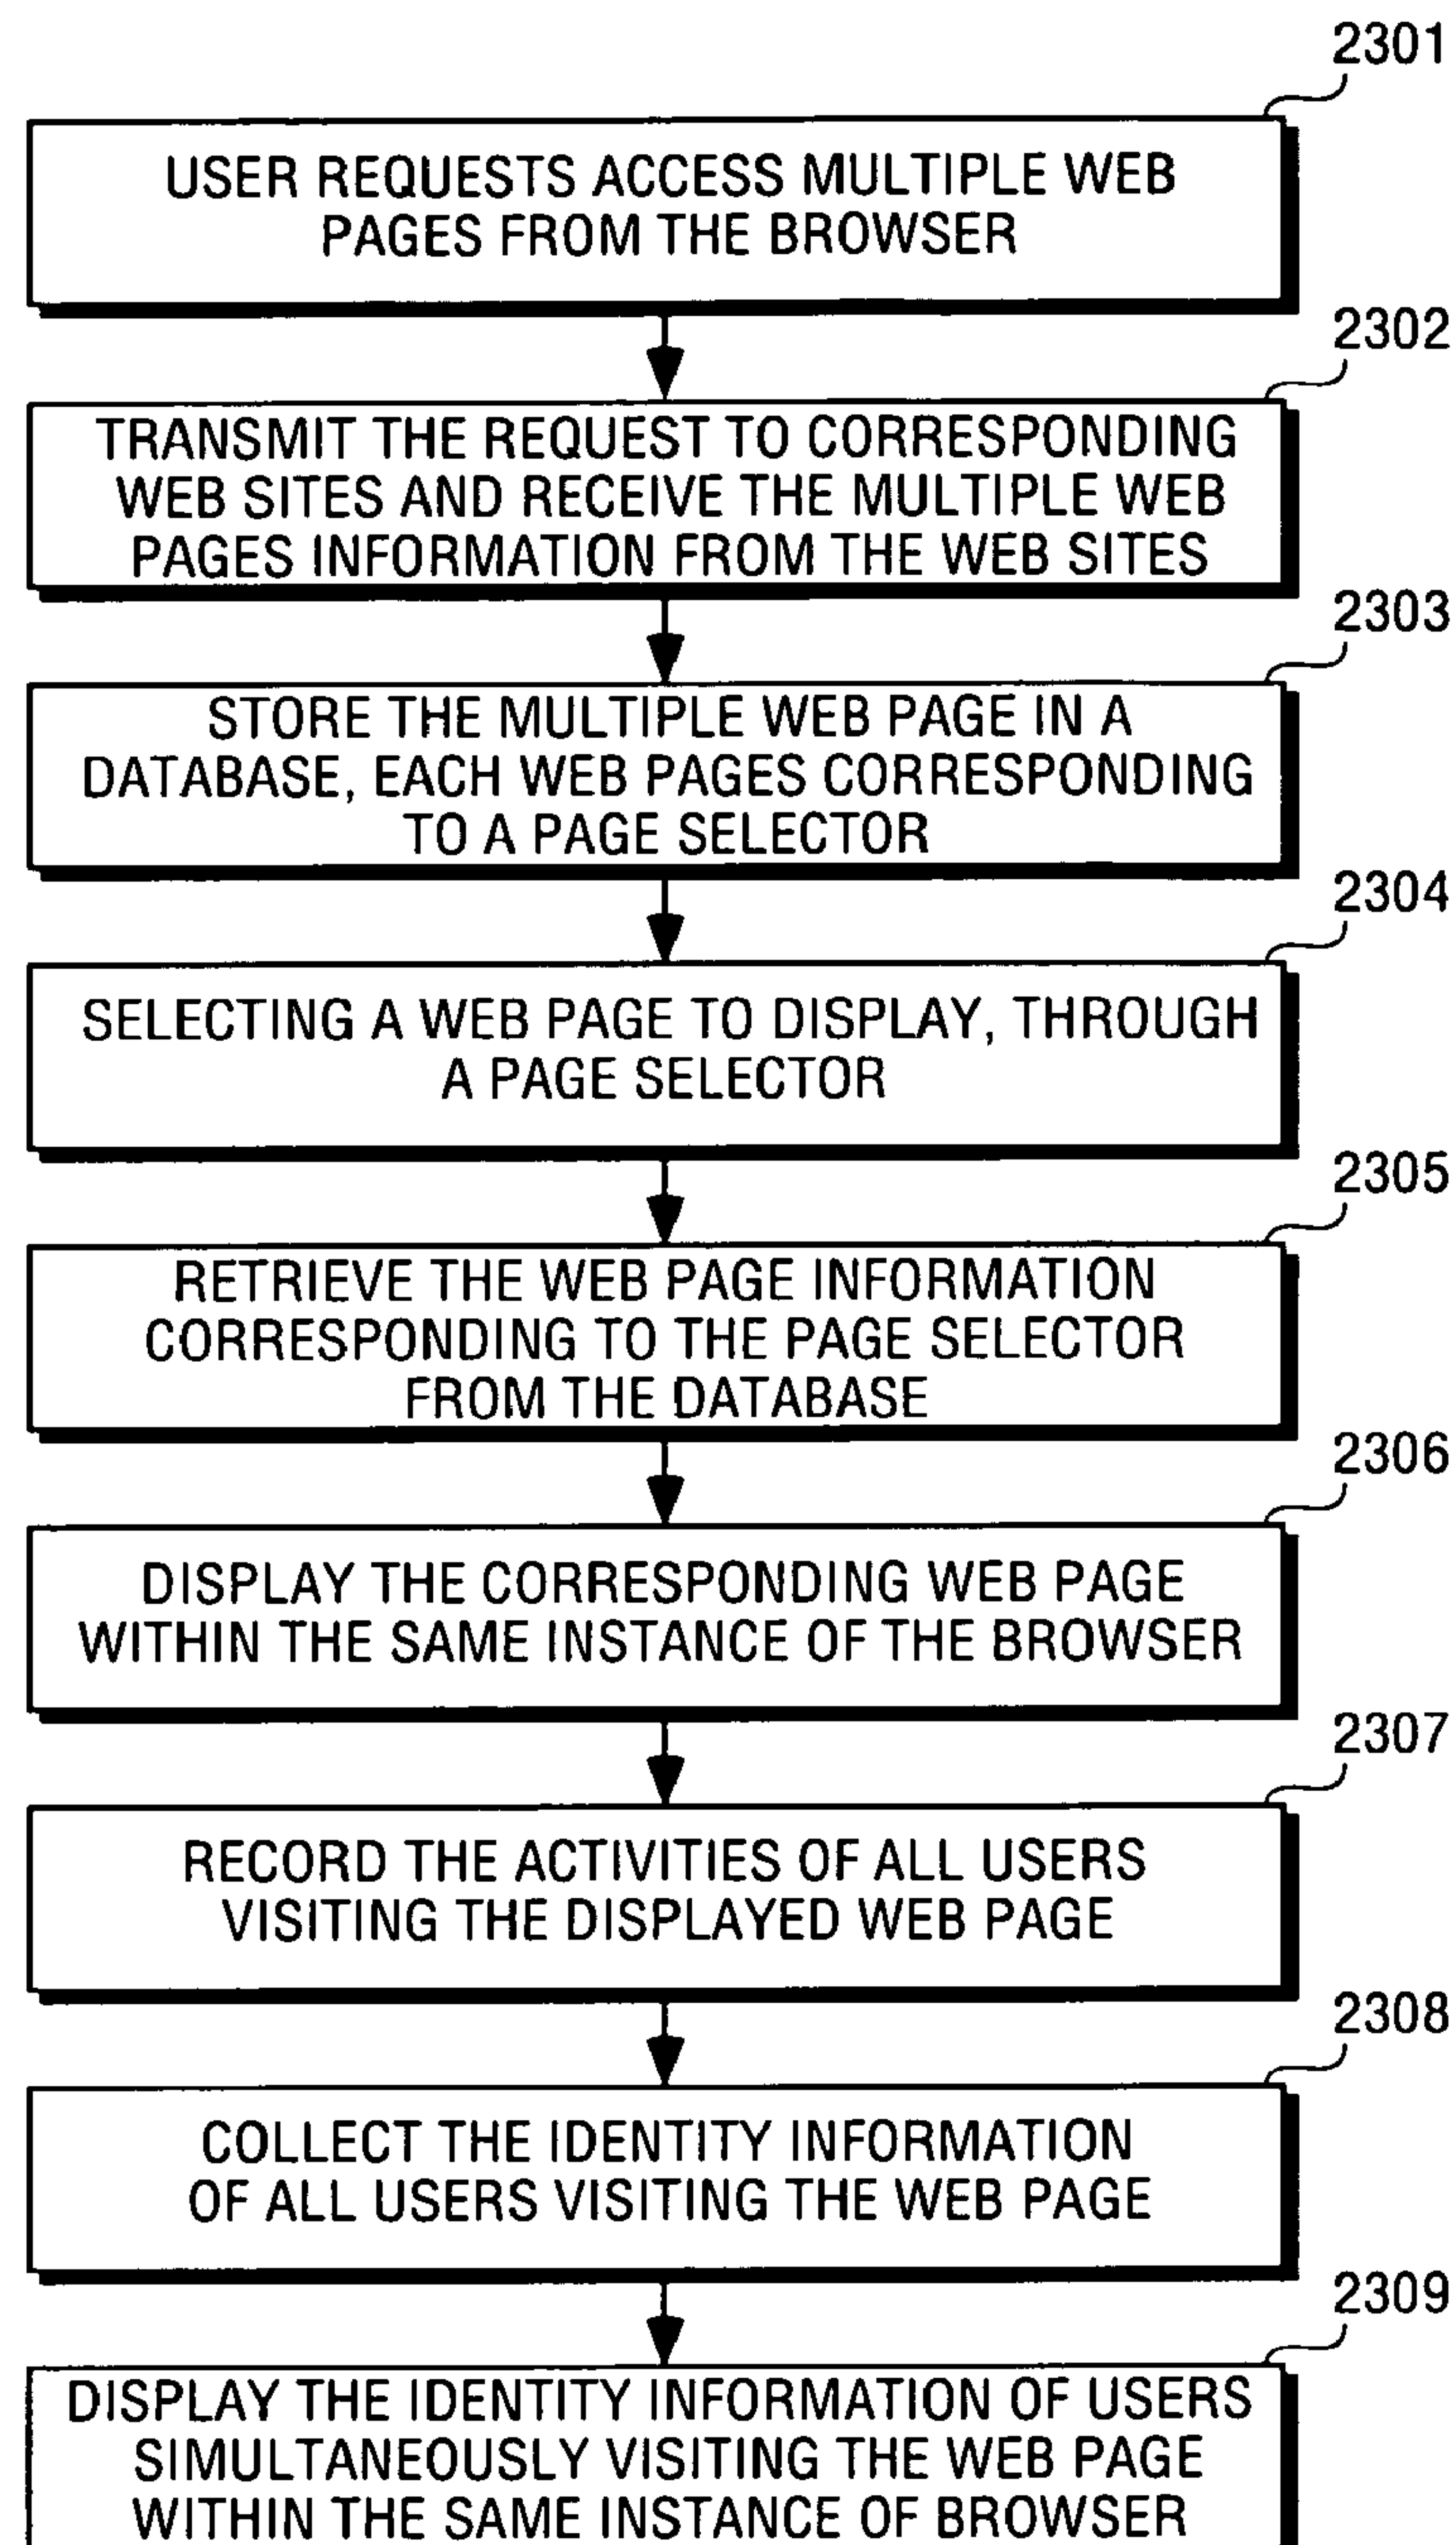 2301
USER REQUESTS ACCESS MULTIPLE WEB
PAGES FROM THE BROWSER
2302
TRANSMIT THE REQUEST TO CORRESPONDING
WEB SITES AND RECEIVE THE MULTIPLE WEB
PAGES INFORMATION FROM THE WEB SITES
2303
STORE THE MULTIPLE WEB PAGE IN A
DATABASE, EACH WEB PAGES CORRESPONDING
TO A PAGE SELECTOR
2304
SELECTING A WEB PAGE TO DISPLAY, THROUGH
A PAGE SELECTOR
2305
RETRIEVE THE WEB PAGE INFORMATION
CORRESPONDING TO THE PAGE SELECTOR
FROM THE DATABASE
2306
DISPLAY THE CORRESPONDING WEB PAGE
WITHIN THE SAME INSTANCE OF THE BROWSER
2307
RECORD THE ACTIVITIES OF ALL USERS
VISITING THE DISPLAYED WEB PAGE
2308
COLLECT THE IDENTITY INFORMATION
OF ALL USERS VISITING THE WEB PAGE
2309
DISPLAY THE IDENTITY INFORMATION OF USERS
SIMULTANEOUSLY VISITING THE WEB PAGE
WITHIN THE SAME INSTANCE OF BROWSER